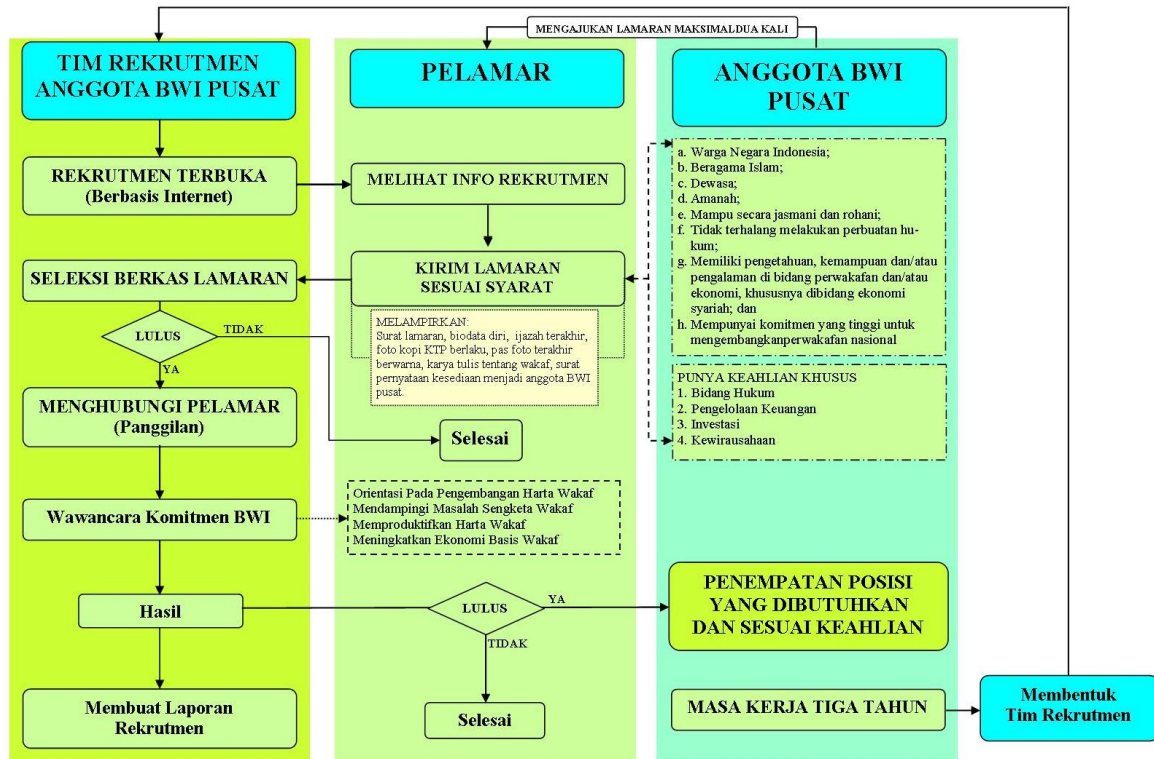 MENGAJUKAN LAMARAN MAKSIMALDUA KALI
TIM REKRUTMEN
ANGGOTA BWI PUSAT
PELAMAR
ANGGOTA BWI
PUSAT
REKRUTMEN TERBUKA
(Berbasis Internet)
MELIHAT INFO REKRUTMEN
a. Warga Negara Indonesia;
b. Beragama Islam;
c. Dewasa;
d. Amanah;
e. Mampu secara jasmani dan rohani;
f. Tidak terhalang melakukan perbuatan hu-
kum;
g. Memiliki pengetahuan, kemampuan dan/atau
pengalaman di bidang perwakafan dan/atau
ekonomi, khususnya dibidang ekonomi
syariah; dan
h. Mempunyai komitmen yang tinggi untuk
mengembangkanperwakafan nasional
SELEKSI BERKAS LAMARAN
KIRIM LAMARAN
SESUAI SYARAT
MELAMPIRKAN:
Surat lamaran, biodata diri, ijazah terakhir,
foto kopi KTP berlaku, pas foto terakhir
berwarna, karya tulis tentang wakaf, surat
pernyataan kesediaan menjadi anggota BWI
pusat.
LULUS
TIDAK
YA
PUNYA KEAHLIAN KHUSUS
1. Bidang Hukum
2. Pengelolaan Keuangan
3. Investasi
4. Kewirausahaan
MENGHUBUNGI PELAMAR
(Panggilan)
Selesai
Wawancara Komitmen BWI
Orientasi Pada Pengembangan Harta Wakaf
Mendampingi Masalah Sengketa Wakaf
Memproduktifkan Harta Wakaf
Meningkatkan Ekonomi Basis Wakaf
Hasil
LULUS
YA
TIDAK
PENEMPATAN POSISI
YANG DIBUTUHKAN
DAN SESUAI KEAHLIAN
Membuat Laporan
Rekrutmen
Selesai
MASA KERJA TIGA TAHUN
Membentuk
Tim Rekrutmen